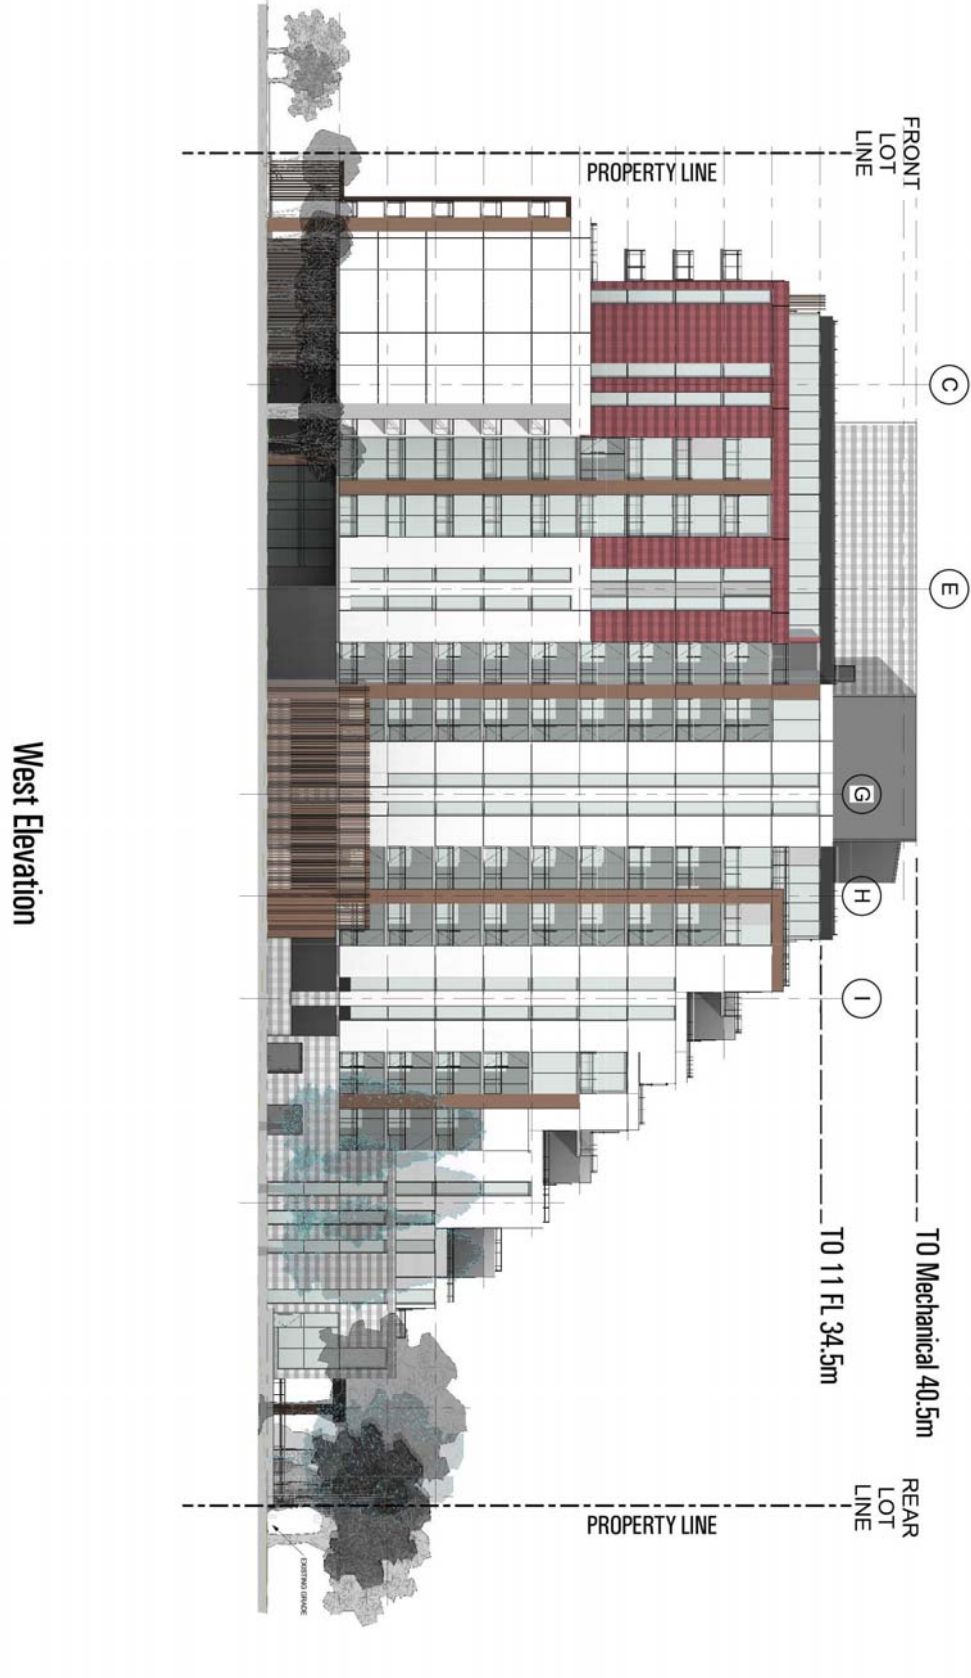 FRONT
LOT
LINE
PROPERTY LINE
C
E
G
H
I
TO Mechanical 40.5m
TO 11 FL 34.5m
REAR
LOT
LINE
PROPERTY LINE
EXISTING GRADE
West Elevation